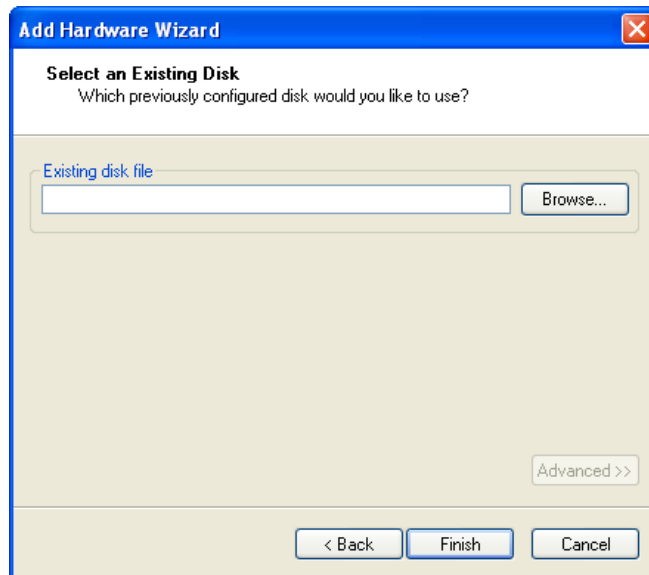 Add Hardware Wizard
Select an Existing Disk
Which previously configured disk would you like to use?
Existing disk file
Browse...
Advanced >>
< Back
Finish
Cancel